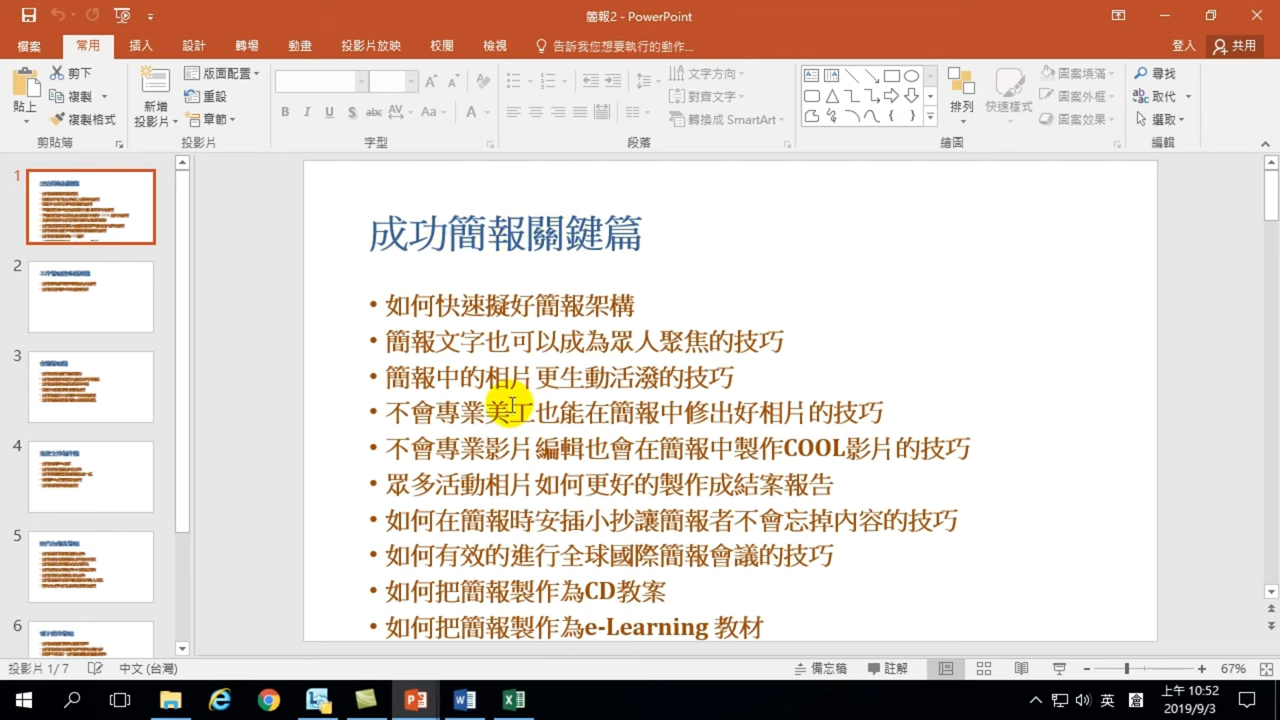 簡報2 - PowerPoint
檔案 常用 插入 設計 轉場 動畫 投影片放映 校閱 檢視 告訴我您想要執行的動作... 登入 共用
剪下 版面配置 文字方向 圖案填滿 尋找
貼上 複製 新增 投影片 重設 對齊文字 排列 快速樣式 圖案外框 取代
複製格式 章節 轉換成 SmartArt 圖案效果 選取
剪貼簿 投影片 字型 段落 繪圖 編輯
1
2
3
4
5
6
成功簡報關鍵篇
• 如何快速擬好簡報架構
• 簡報文字也可以成為眾人聚焦的技巧
• 簡報中的相片更生動活潑的技巧
• 不會專業美工也能在簡報中修出好相片的技巧
• 不會專業影片編輯也會在簡報中製作COOL影片的技巧
• 眾多活動相片如何更好的製作成結案報告
• 如何在簡報時安插小抄讓簡報者不會忘掉內容的技巧
• 如何有效的進行全球國際簡報會議的技巧
• 如何把簡報製作為CD教案
• 如何把簡報製作為e-Learning 教材
投影片 1/7 中文 (台灣) 備忘稿 註解 67%
英 上午 10:52
2019/9/3